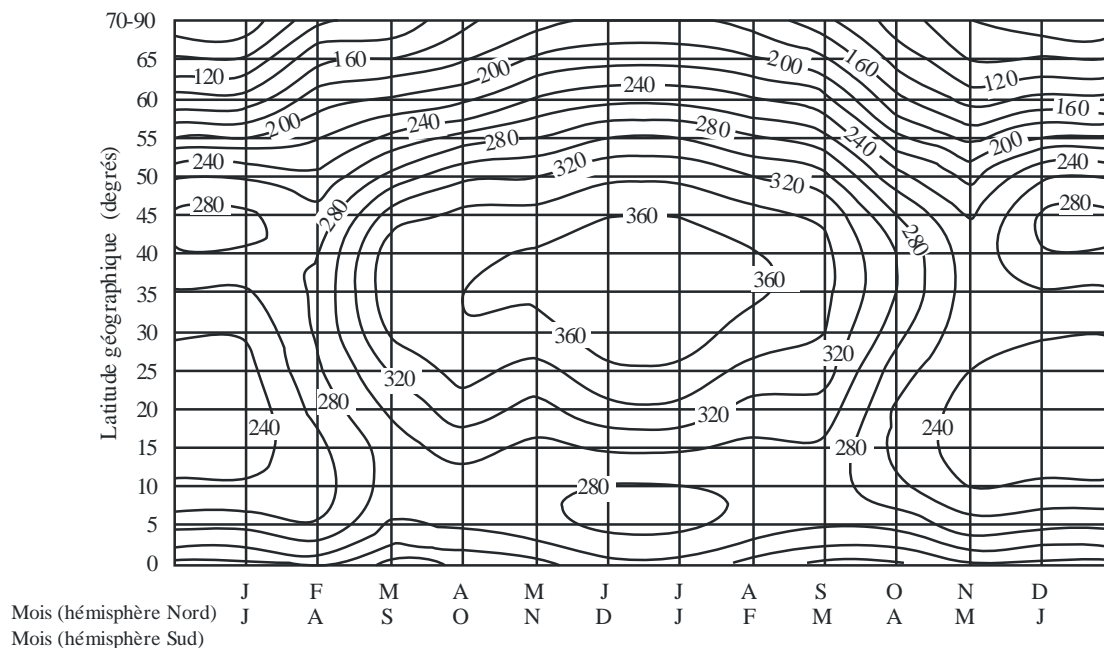 70-90
65 160 200 160
200
120 240 120
60 160
200 240 280
55 280 240 200
240 320 240
50 320
280 280
45 280 360
280
40
360
35
30 360
320
25 320
280
20 320
240 240
15 280
10 280
5
0
Latitude géographique (degrés)
J F M A M J J A S O N D
Mois (hémisphère Nord) J A S O N D J F M A M J
Mois (hémisphère Sud)